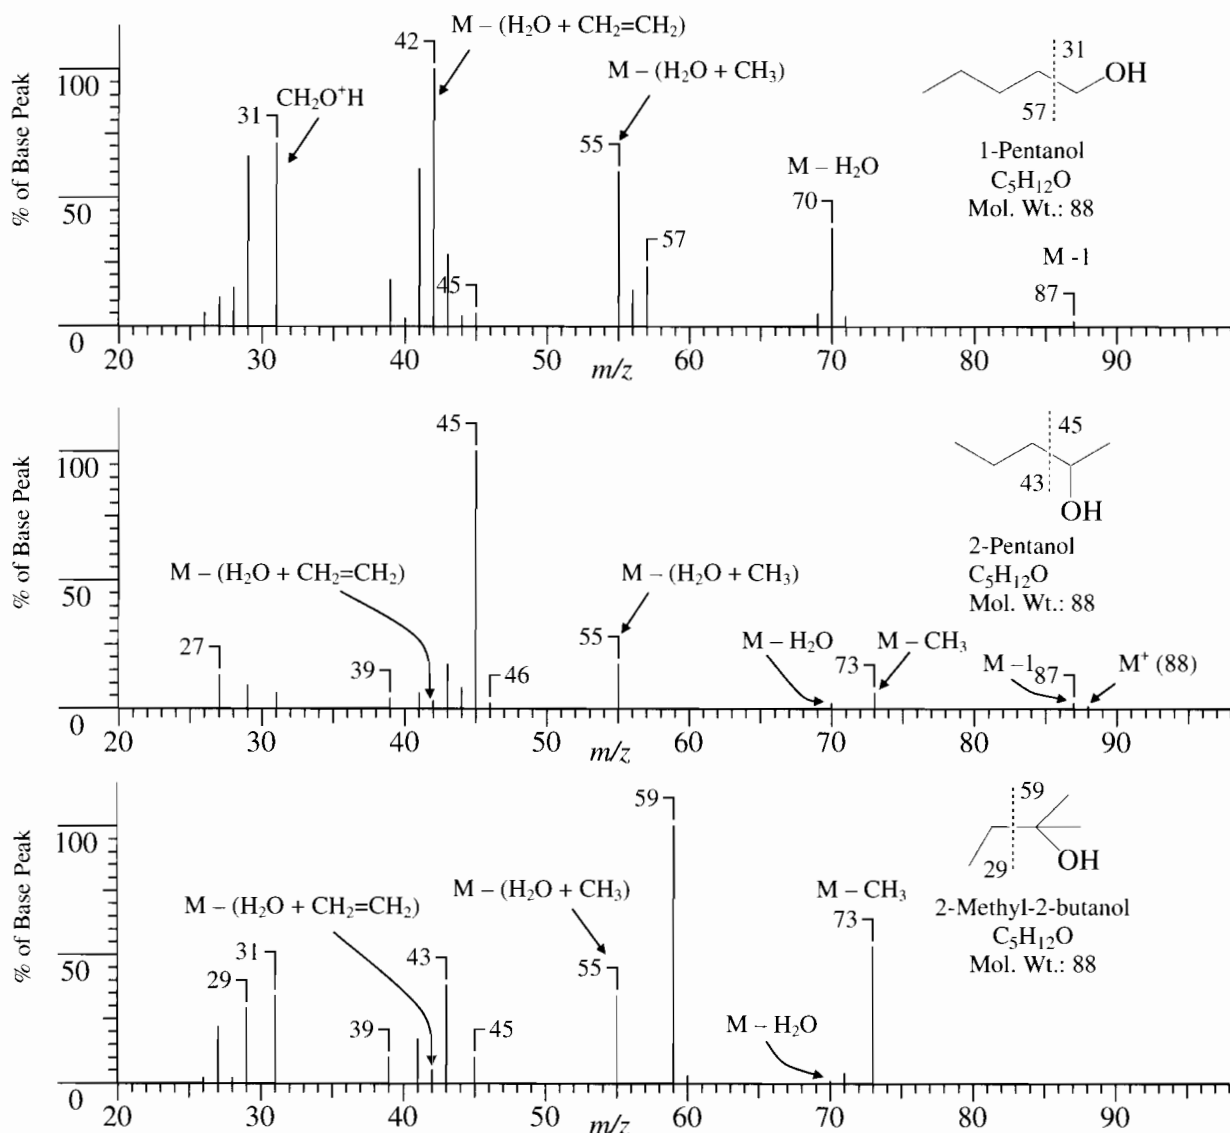 M – (H₂O + CH₂=CH₂)
42
M – (H₂O + CH₃)
31
OH
57
100
CH₂O⁺H
31
55
M – H₂O
70
1-Pentanol
C₅H₁₂O
Mol. Wt.: 88
% of Base Peak
50
57
M -1
45
87
0
20 30 40 50 60 70 80 90
m/z
45
45
43
OH
100
2-Pentanol
C₅H₁₂O
Mol. Wt.: 88
% of Base Peak
M – (H₂O + CH₂=CH₂)
M – (H₂O + CH₃)
50
27
39
46
55
M – H₂O
73
M – CH₃
M –1
87
M⁺ (88)
0
20 30 40 50 60 70 80 90
m/z
59
59
29
OH
100
% of Base Peak
M – (H₂O + CH₂=CH₂)
M – (H₂O + CH₃)
M – CH₃
73
2-Methyl-2-butanol
C₅H₁₂O
Mol. Wt.: 88
50
29
31
43
55
39
45
M – H₂O
0
20 30 40 50 60 70 80 90
m/z